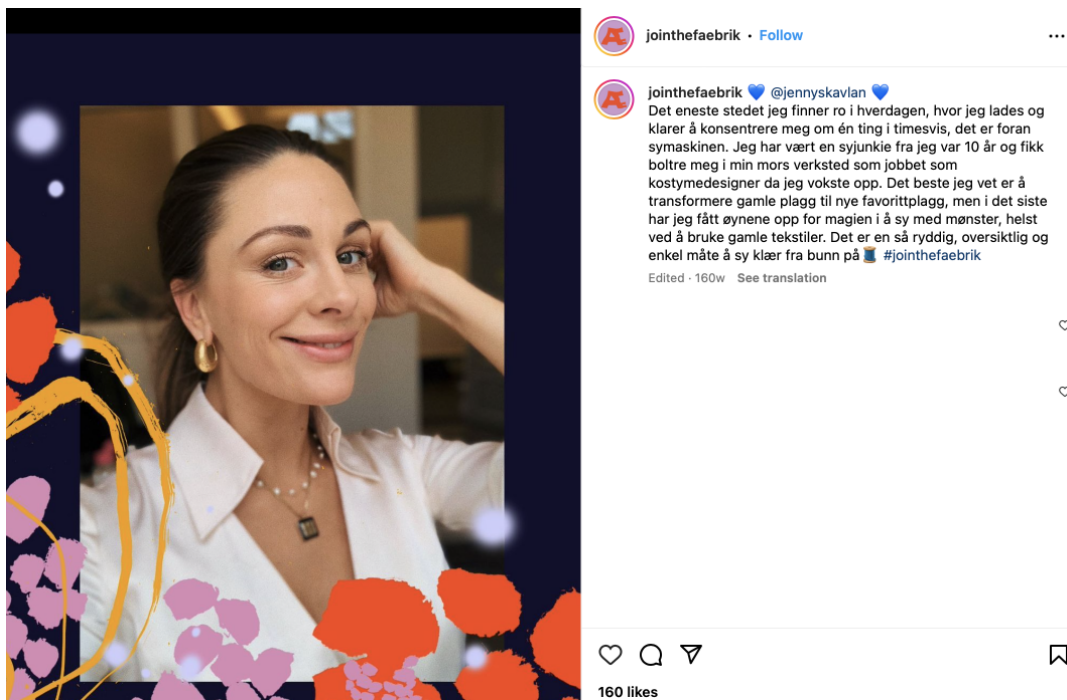 jointhefaebrik • Follow
jointhefaebrik 💙 @jennyskavlan 💙
Det eneste stedet jeg finner ro i hverdagen, hvor jeg lades og
klarer å konsentrere meg om én ting i timesvis, det er foran
symaskinen. Jeg har vært en syjunkie fra jeg var 10 år og fikk
boltre meg i min mors verksted som jobbet som
kostymedesigner da jeg vokste opp. Det beste jeg vet er å
transformere gamle plagg til nye favorittplagg, men i det siste
har jeg fått øynene opp for magien i å sy med mønster, helst
ved å bruke gamle tekstiler. Det er en så ryddig, oversiktlig og
enkel måte å sy klær fra bunn på🧵 #jointhefaebrik
Edited · 160w See translation
160 likes